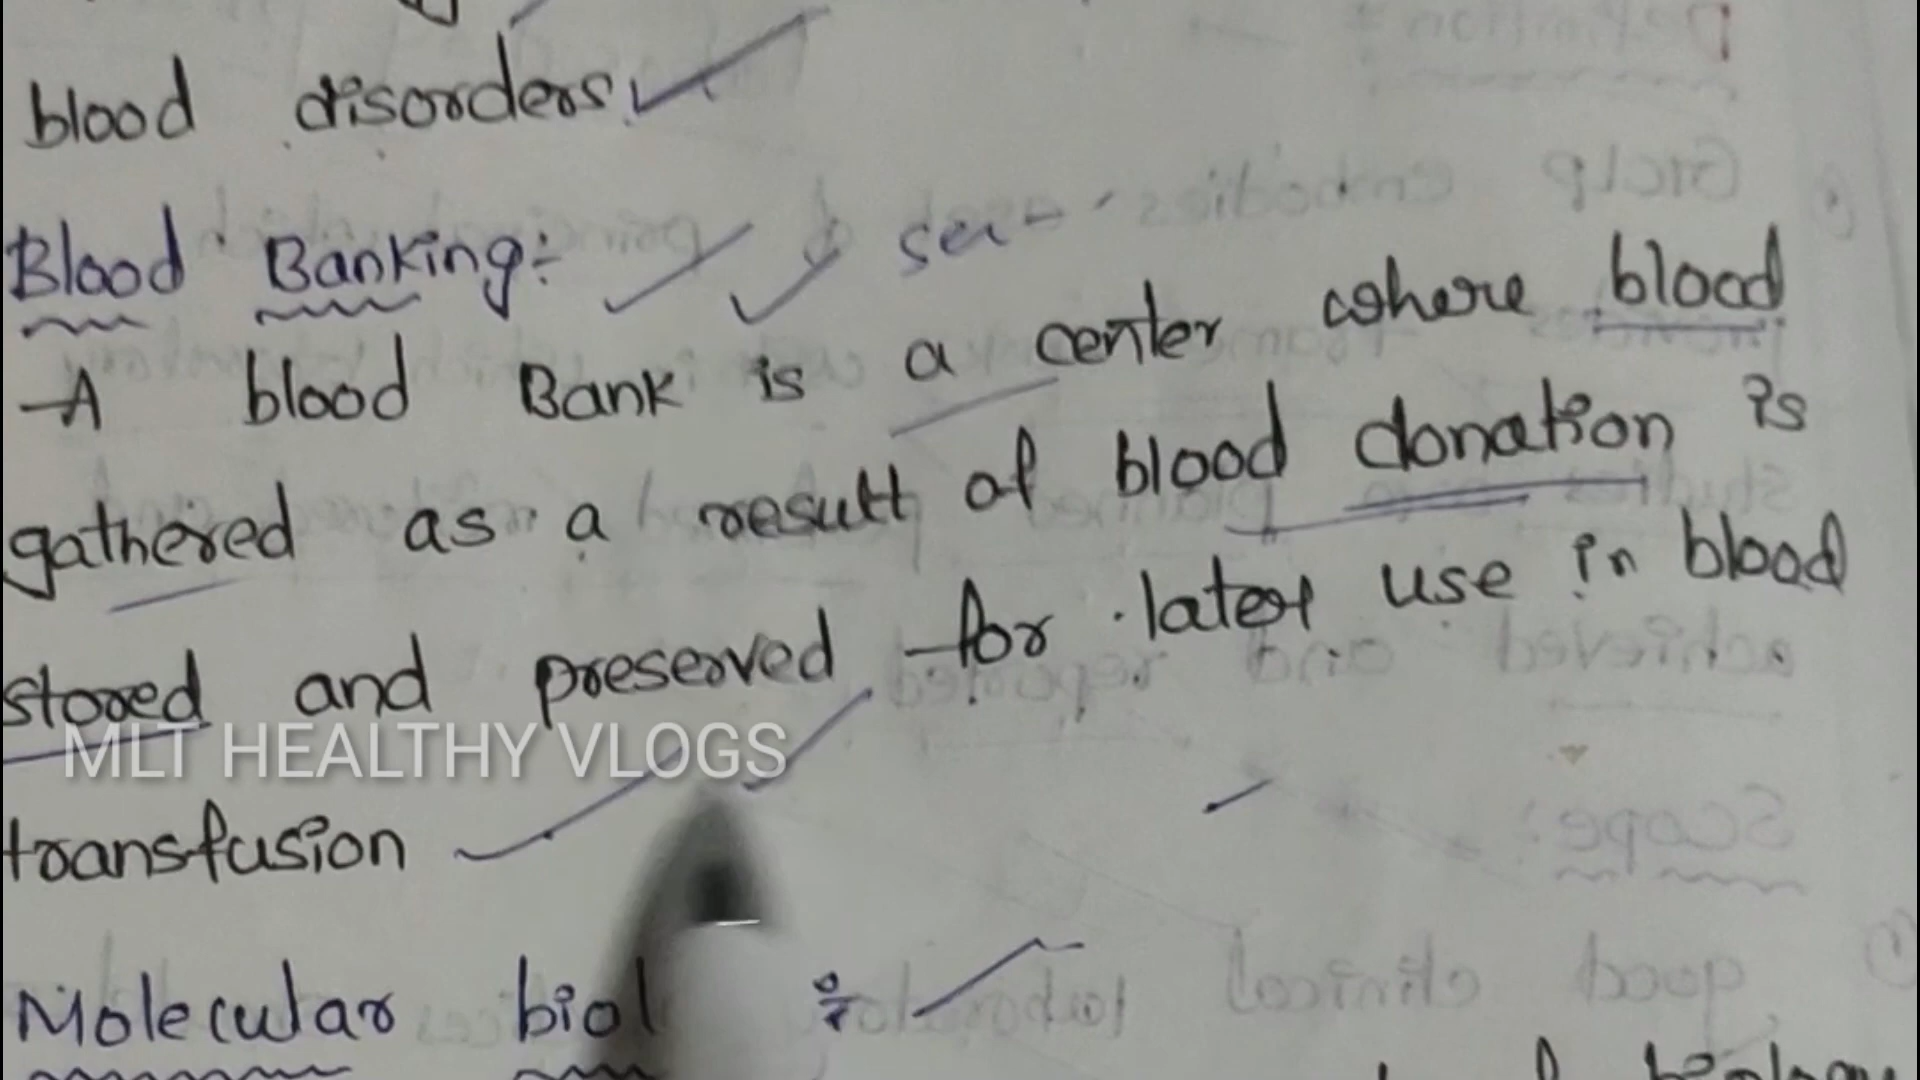 blood disorders
Blood Banking:
A blood Bank is a center where blood
gathered as a result of blood donation is
stored and preserved for later use in blood
MLT HEALTHY VLOGS
transfusion
Molecular biol :